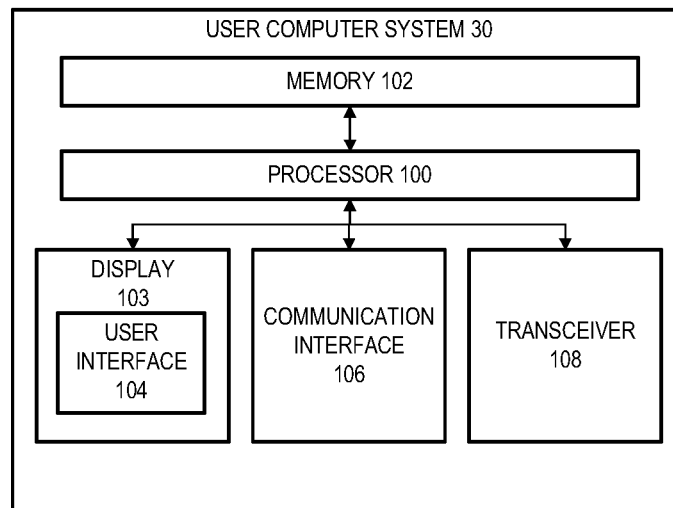 USER COMPUTER SYSTEM 30
MEMORY 102
PROCESSOR 100
DISPLAY
103
USER
INTERFACE
104
COMMUNICATION
INTERFACE
106
TRANSCEIVER
108